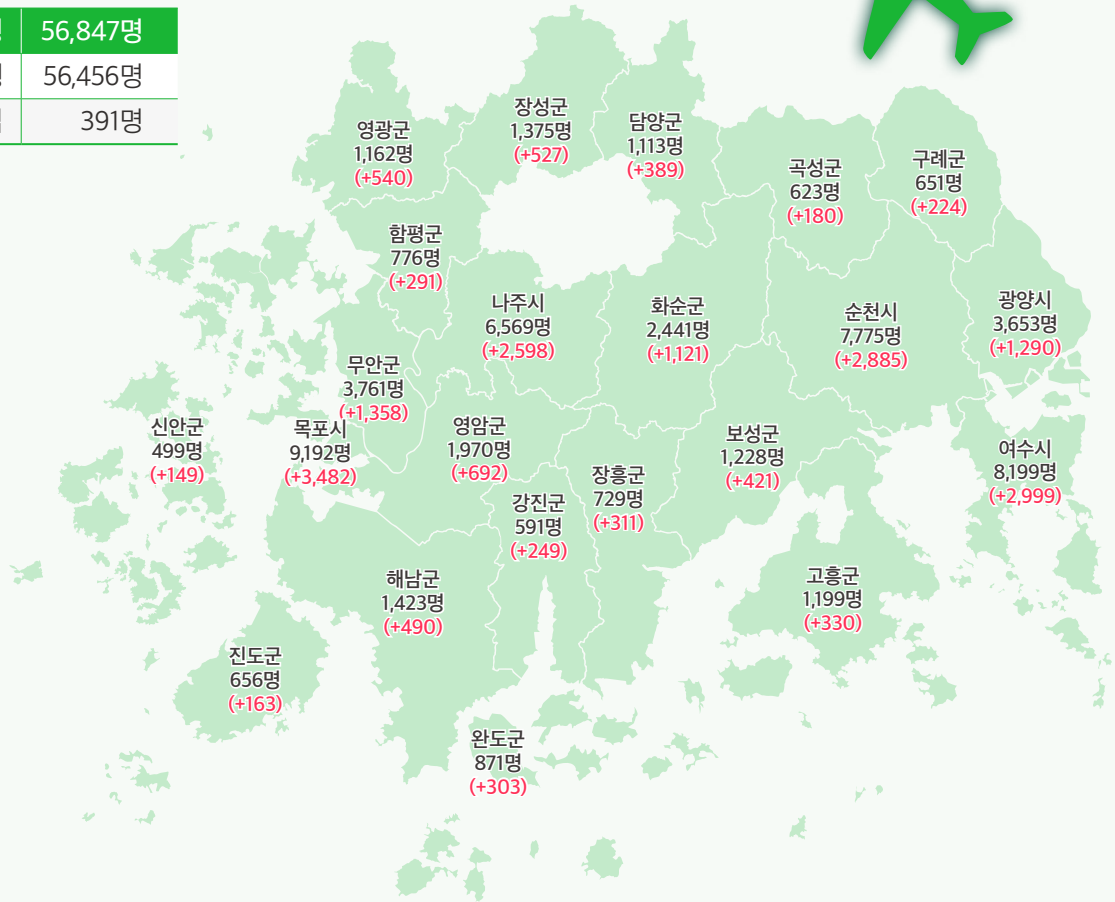 56,847명
56,456명
391명
장성군
1,375명
(+527)
담양군
1,113명
(+389)
영광군
1,162명
(+540)
곡성군
623명
(+180)
구례군
651명
(+224)
함평군
776명
(+291)
나주시
6,569명
(+2,598)
화순군
2,441명
(+1,121)
순천시
7,775명
(+2,885)
광양시
3,653명
(+1,290)
무안군
3,761명
(+1,358)
신안군
499명
(+149)
목포시
9,192명
(+3,482)
영암군
1,970명
(+692)
보성군
1,228명
(+421)
여수시
8,199명
(+2,999)
장흥군
729명
(+311)
강진군
591명
(+249)
해남군
1,423명
(+490)
고흥군
1,199명
(+330)
진도군
656명
(+163)
완도군
871명
(+303)